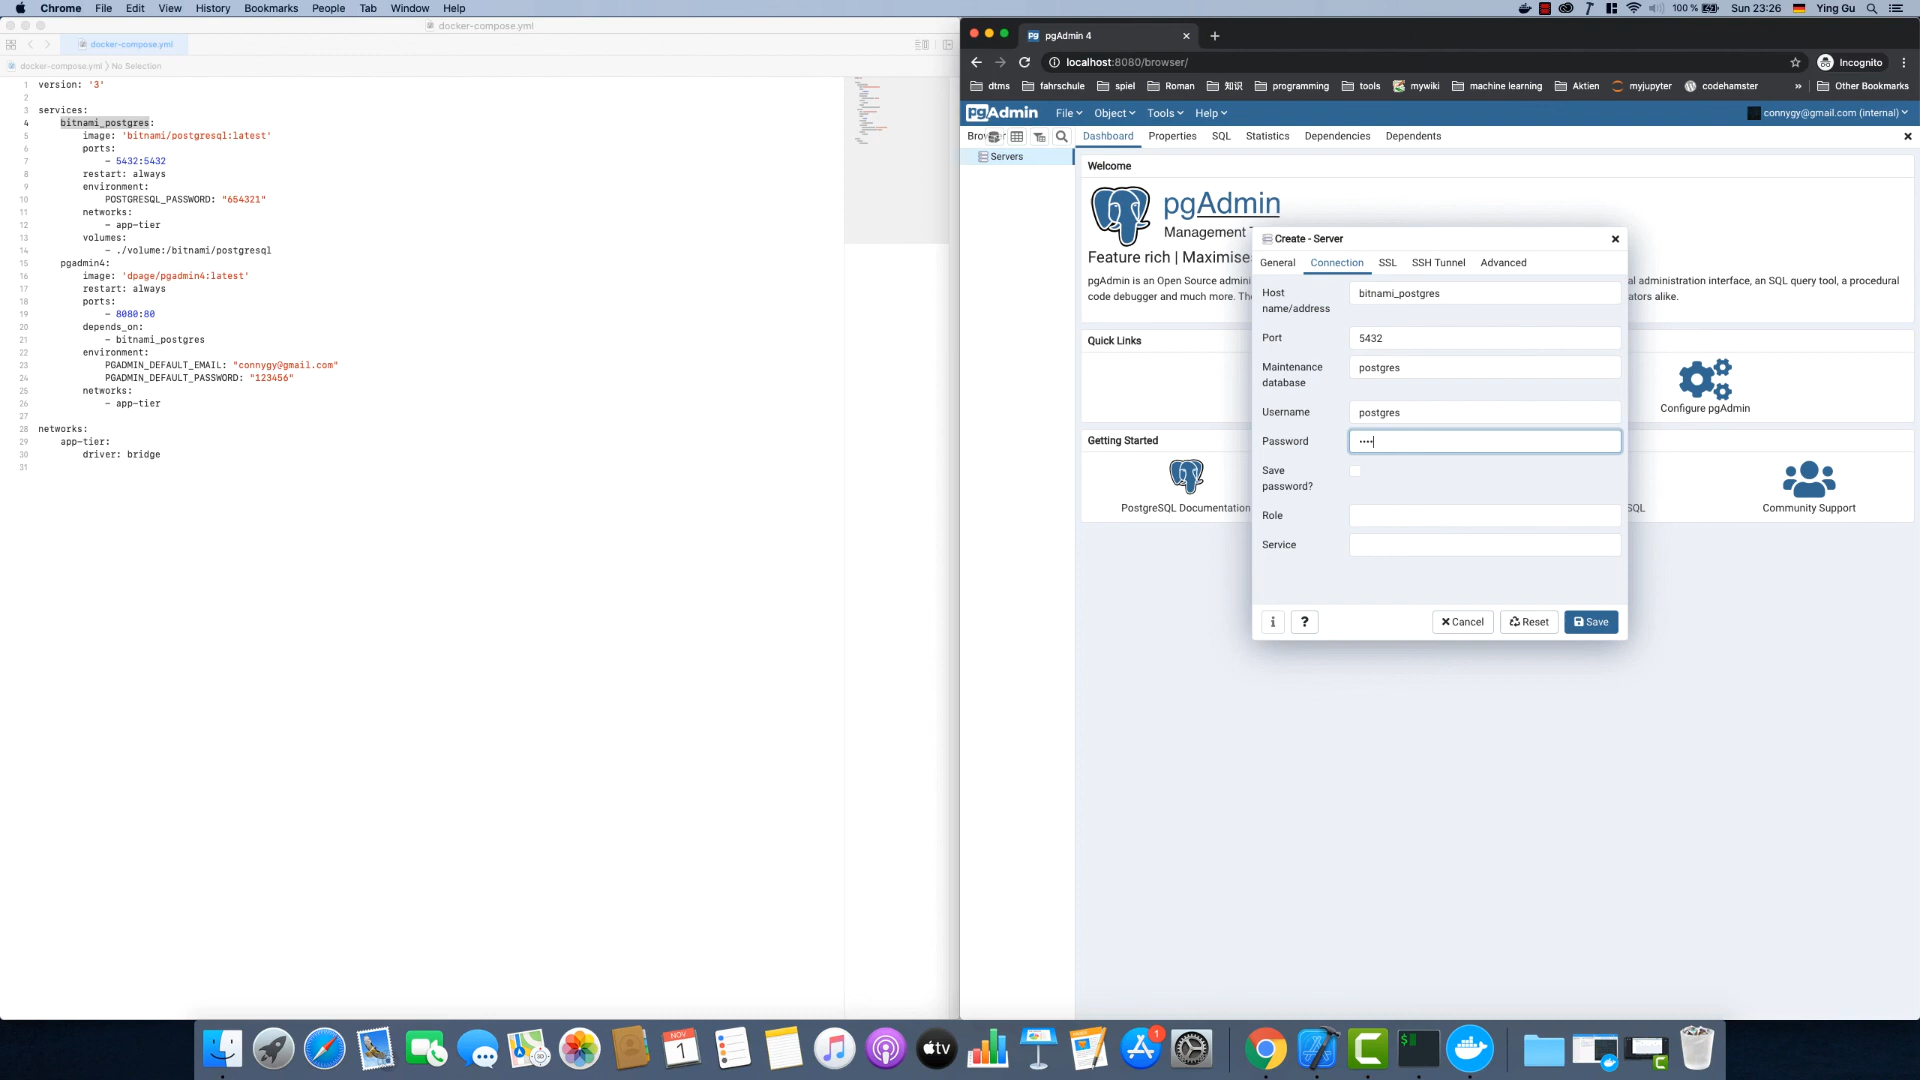 Chrome File Edit View History Bookmarks People Tab Window Help
100 % Sun 23:26 Ying Gu
docker-compose.yml
docker-compose.yml
docker-compose.yml No Selection
1 version: '3'
2
3 services:
4 bitnami_postgres:
5 image: 'bitnami/postgresql:latest'
6 ports:
7 - 5432:5432
8 restart: always
9 environment:
10 POSTGRESQL_PASSWORD: "654321"
11 networks:
12 - app-tier
13 volumes:
14 - ./volume:/bitnami/postgresql
15 pgadmin4:
16 image: 'dpage/pgadmin4:latest'
17 restart: always
18 ports:
19 - 8080:80
20 depends_on:
21 - bitnami_postgres
22 environment:
23 PGADMIN_DEFAULT_EMAIL: "connygy@gmail.com"
24 PGADMIN_DEFAULT_PASSWORD: "123456"
25 networks:
26 - app-tier
27
28 networks:
29 app-tier:
30 driver: bridge
31
pgAdmin 4
localhost:8080/browser/
Incognito
dtms fahrschule spiel Roman 知识 programming tools mywiki machine learning Aktien myjupyter codehamster » Other Bookmarks
pgAdmin File Object Tools Help connygy@gmail.com (internal)
Dashboard Properties SQL Statistics Dependencies Dependents
Servers
Welcome
pgAdmin
Management
Feature rich | Maximise
pgAdmin is an Open Source admini
al administration interface, an SQL query tool, a procedural
code debugger and much more. The
ators alike.
Quick Links
Configure pgAdmin
Getting Started
PostgreSQL Documentation
SQL
Community Support
Create - Server
General Connection SSL SSH Tunnel Advanced
Host name/address bitnami_postgres
Port 5432
Maintenance database postgres
Username postgres
Password ••••
Save password?
Role
Service
i ? Cancel Reset Save
NOV
1
3D
tv
1
$